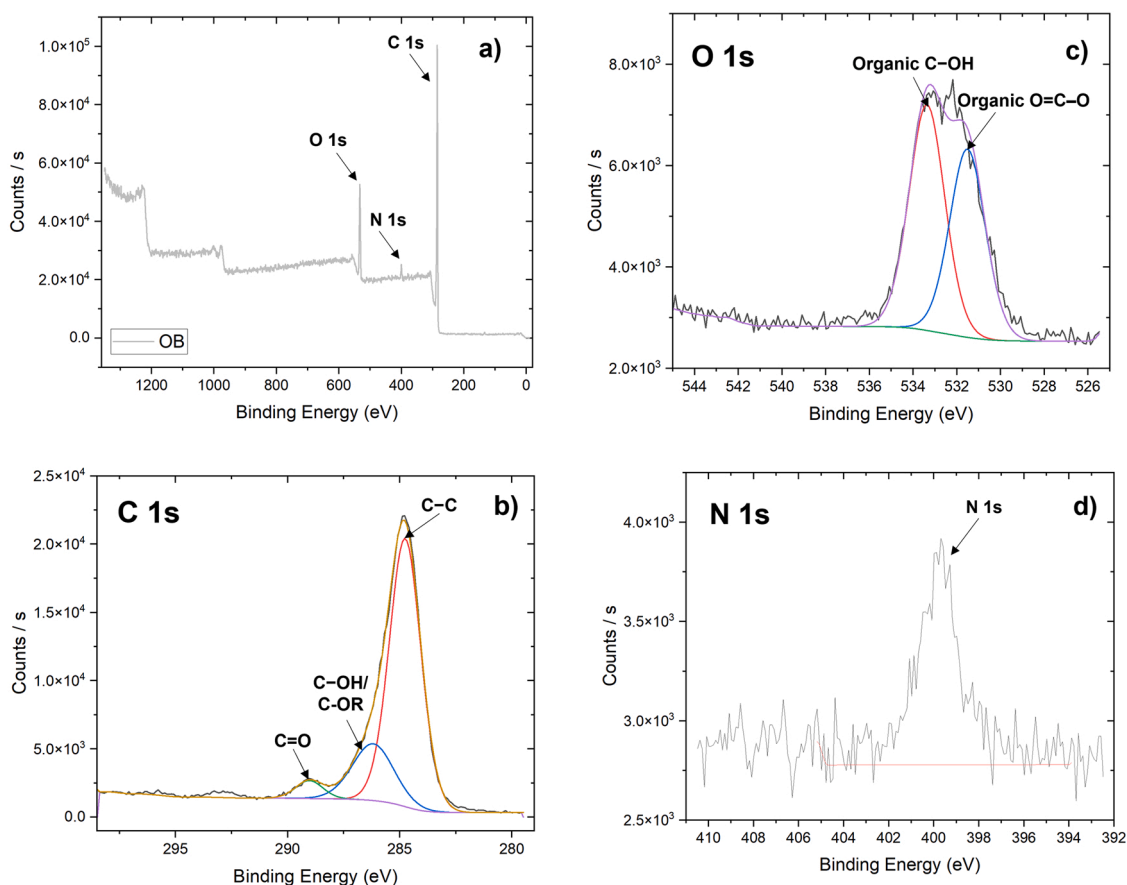 a)
C 1s
O 1s
N 1s
1.0×10⁵
8.0×10⁴
6.0×10⁴
4.0×10⁴
2.0×10⁴
0.0
Counts / s
OB
1200 1000 800 600 400 200 0
Binding Energy (eV)
c)
O 1s
Organic C−OH
Organic O=C–O
8.0×10³
6.0×10³
4.0×10³
2.0×10³
Counts / s
544 542 540 538 536 534 532 530 528 526
Binding Energy (eV)
b)
C 1s
C−C
C−OH/
C-OR
C=O
2.5×10⁴
2.0×10⁴
1.5×10⁴
1.0×10⁴
5.0×10³
0.0
Counts / s
295 290 285 280
Binding Energy (eV)
d)
N 1s
N 1s
4.0×10³
3.5×10³
3.0×10³
2.5×10³
Counts / s
410 408 406 404 402 400 398 396 394 392
Binding Energy (eV)